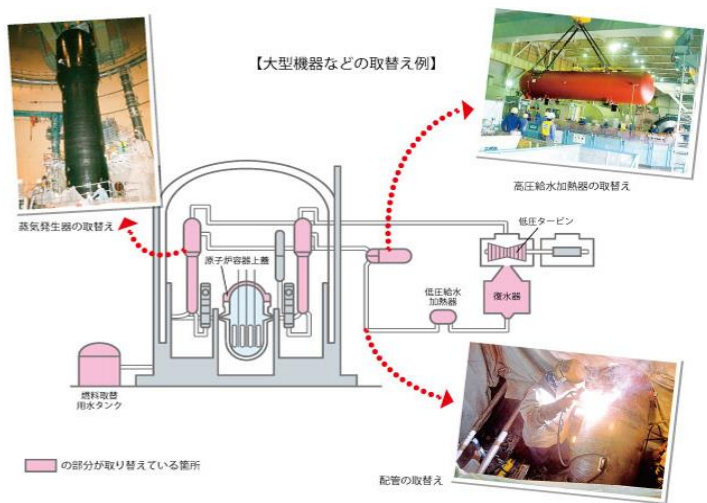 【大型機器などの取替え例】
高圧給水加熱器の取替え
蒸気発生器の取替え
低圧タービン
原子炉容器上蓋
低圧給水
加熱器
復水器
燃料取替
用水タンク
の部分が取り替えている箇所
配管の取替え